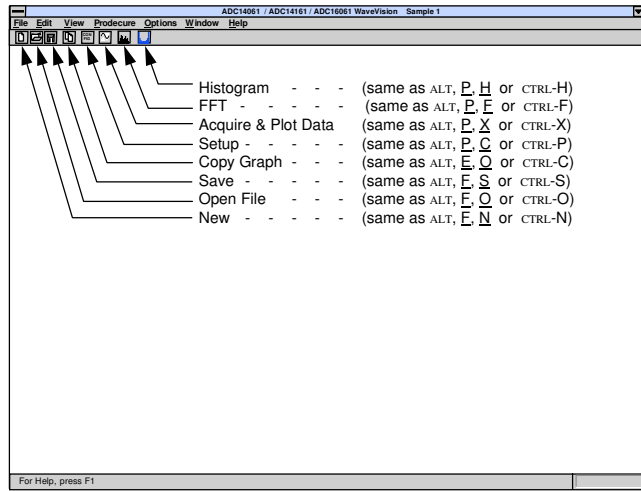 ADC14061 / ADC14161 / ADC16061 WaveVision Sample 1
File Edit View Prodecure Options Window Help
CON FIG
Histogram - - - (same as ALT, P, H or CTRL-H)
FFT - - - - - (same as ALT, P, F or CTRL-F)
Acquire & Plot Data (same as ALT, P, X or CTRL-X)
Setup - - - - - (same as ALT, P, C or CTRL-P)
Copy Graph - - - (same as ALT, E, O or CTRL-C)
Save - - - - - (same as ALT, F, S or CTRL-S)
Open File - - - (same as ALT, F, O or CTRL-O)
New - - - - - (same as ALT, F, N or CTRL-N)
For Help, press F1